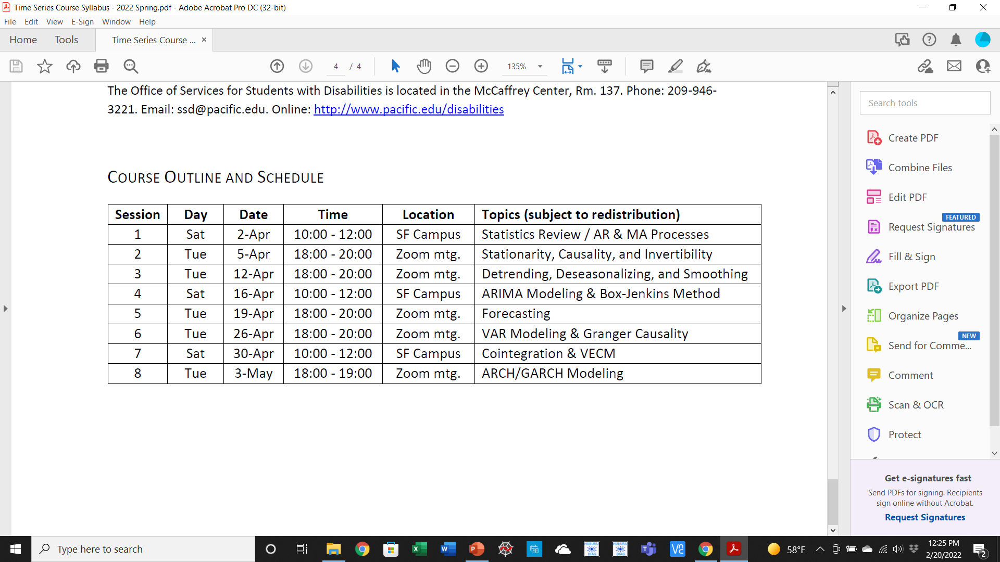 Time Series Course Syllabus - 2022 Spring.pdf - Adobe Acrobat Pro DC (32-bit)
File Edit View E-Sign Window Help
Home Tools Time Series Course ... ×
4 / 4 135%
The Office of Services for Students with Disabilities is located in the McCaffrey Center, Rm. 137. Phone: 209-946-
3221. Email: ssd@pacific.edu. Online: http://www.pacific.edu/disabilities
COURSE OUTLINE AND SCHEDULE
Session Day Date Time Location Topics (subject to redistribution)
1 Sat 2-Apr 10:00 - 12:00 SF Campus Statistics Review / AR & MA Processes
2 Tue 5-Apr 18:00 - 20:00 Zoom mtg. Stationarity, Causality, and Invertibility
3 Tue 12-Apr 18:00 - 20:00 Zoom mtg. Detrending, Deseasonalizing, and Smoothing
4 Sat 16-Apr 10:00 - 12:00 SF Campus ARIMA Modeling & Box-Jenkins Method
5 Tue 19-Apr 18:00 - 20:00 Zoom mtg. Forecasting
6 Tue 26-Apr 18:00 - 20:00 Zoom mtg. VAR Modeling & Granger Causality
7 Sat 30-Apr 10:00 - 12:00 SF Campus Cointegration & VECM
8 Tue 3-May 18:00 - 19:00 Zoom mtg. ARCH/GARCH Modeling
Search tools
Create PDF
Combine Files
Edit PDF
FEATURED
Request Signatures
Fill & Sign
Export PDF
Organize Pages
NEW
Send for Comme...
Comment
Scan & OCR
Protect
Get e-signatures fast
Send PDFs for signing. Recipients
sign online without Acrobat.
Request Signatures
Type here to search
58°F
12:25 PM
2/20/2022
2